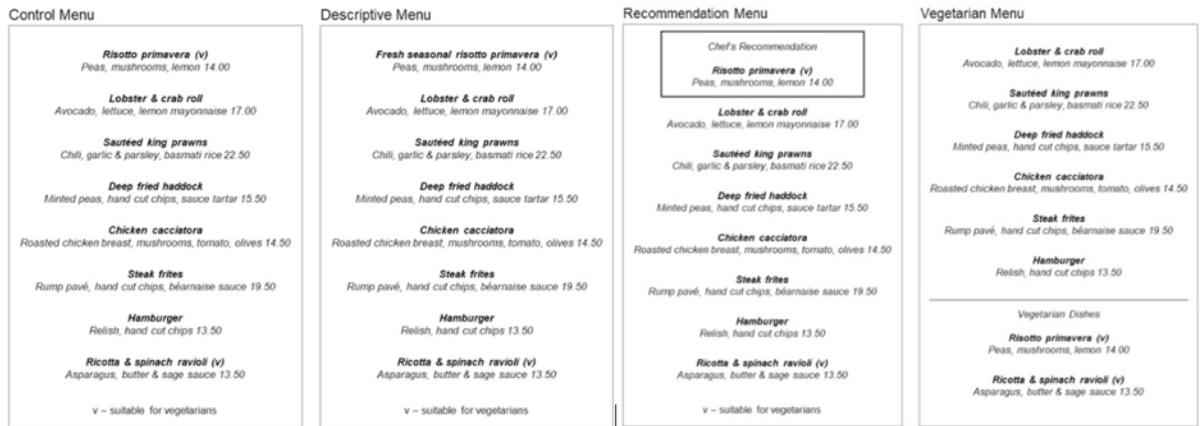 Control Menu
Risotto primavera (v)
Peas, mushrooms, lemon 14.00
Lobster & crab roll
Avocado, lettuce, lemon mayonnaise 17.00
Sautéed king prawns
Chili, garlic & parsley, basmati rice 22.50
Deep fried haddock
Minted peas, hand cut chips, sauce tartar 15.50
Chicken cacciatora
Roasted chicken breast, mushrooms, tomato, olives 14.50
Steak frites
Rump pavé, hand cut chips, béarnaise sauce 19.50
Hamburger
Relish, hand cut chips 13.50
Ricotta & spinach ravioli (v)
Asparagus, butter & sage sauce 13.50
v – suitable for vegetarians
Descriptive Menu
Fresh seasonal risotto primavera (v)
Peas, mushrooms, lemon 14.00
Lobster & crab roll
Avocado, lettuce, lemon mayonnaise 17.00
Sautéed king prawns
Chili, garlic & parsley, basmati rice 22.50
Deep fried haddock
Minted peas, hand cut chips, sauce tartar 15.50
Chicken cacciatora
Roasted chicken breast, mushrooms, tomato, olives 14.50
Steak frites
Rump pavé, hand cut chips, béarnaise sauce 19.50
Hamburger
Relish, hand cut chips 13.50
Ricotta & spinach ravioli (v)
Asparagus, butter & sage sauce 13.50
v – suitable for vegetarians
Recommendation Menu
Chef's Recommendation
Risotto primavera (v)
Peas, mushrooms, lemon 14.00
Lobster & crab roll
Avocado, lettuce, lemon mayonnaise 17.00
Sautéed king prawns
Chili, garlic & parsley, basmati rice 22.50
Deep fried haddock
Minted peas, hand cut chips, sauce tartar 15.50
Chicken cacciatora
Roasted chicken breast, mushrooms, tomato, olives 14.50
Steak frites
Rump pavé, hand cut chips, béarnaise sauce 19.50
Hamburger
Relish, hand cut chips 13.50
Ricotta & spinach ravioli (v)
Asparagus, butter & sage sauce 13.50
v – suitable for vegetarians
Vegetarian Menu
Lobster & crab roll
Avocado, lettuce, lemon mayonnaise 17.00
Sautéed king prawns
Chili, garlic & parsley, basmati rice 22.50
Deep fried haddock
Minted peas, hand cut chips, sauce tartar 15.50
Chicken cacciatora
Roasted chicken breast, mushrooms, tomato, olives 14.50
Steak frites
Rump pavé, hand cut chips, béarnaise sauce 19.50
Hamburger
Relish, hand cut chips 13.50
Vegetarian Dishes
Risotto primavera (v)
Peas, mushrooms, lemon 14.00
Ricotta & spinach ravioli (v)
Asparagus, butter & sage sauce 13.50